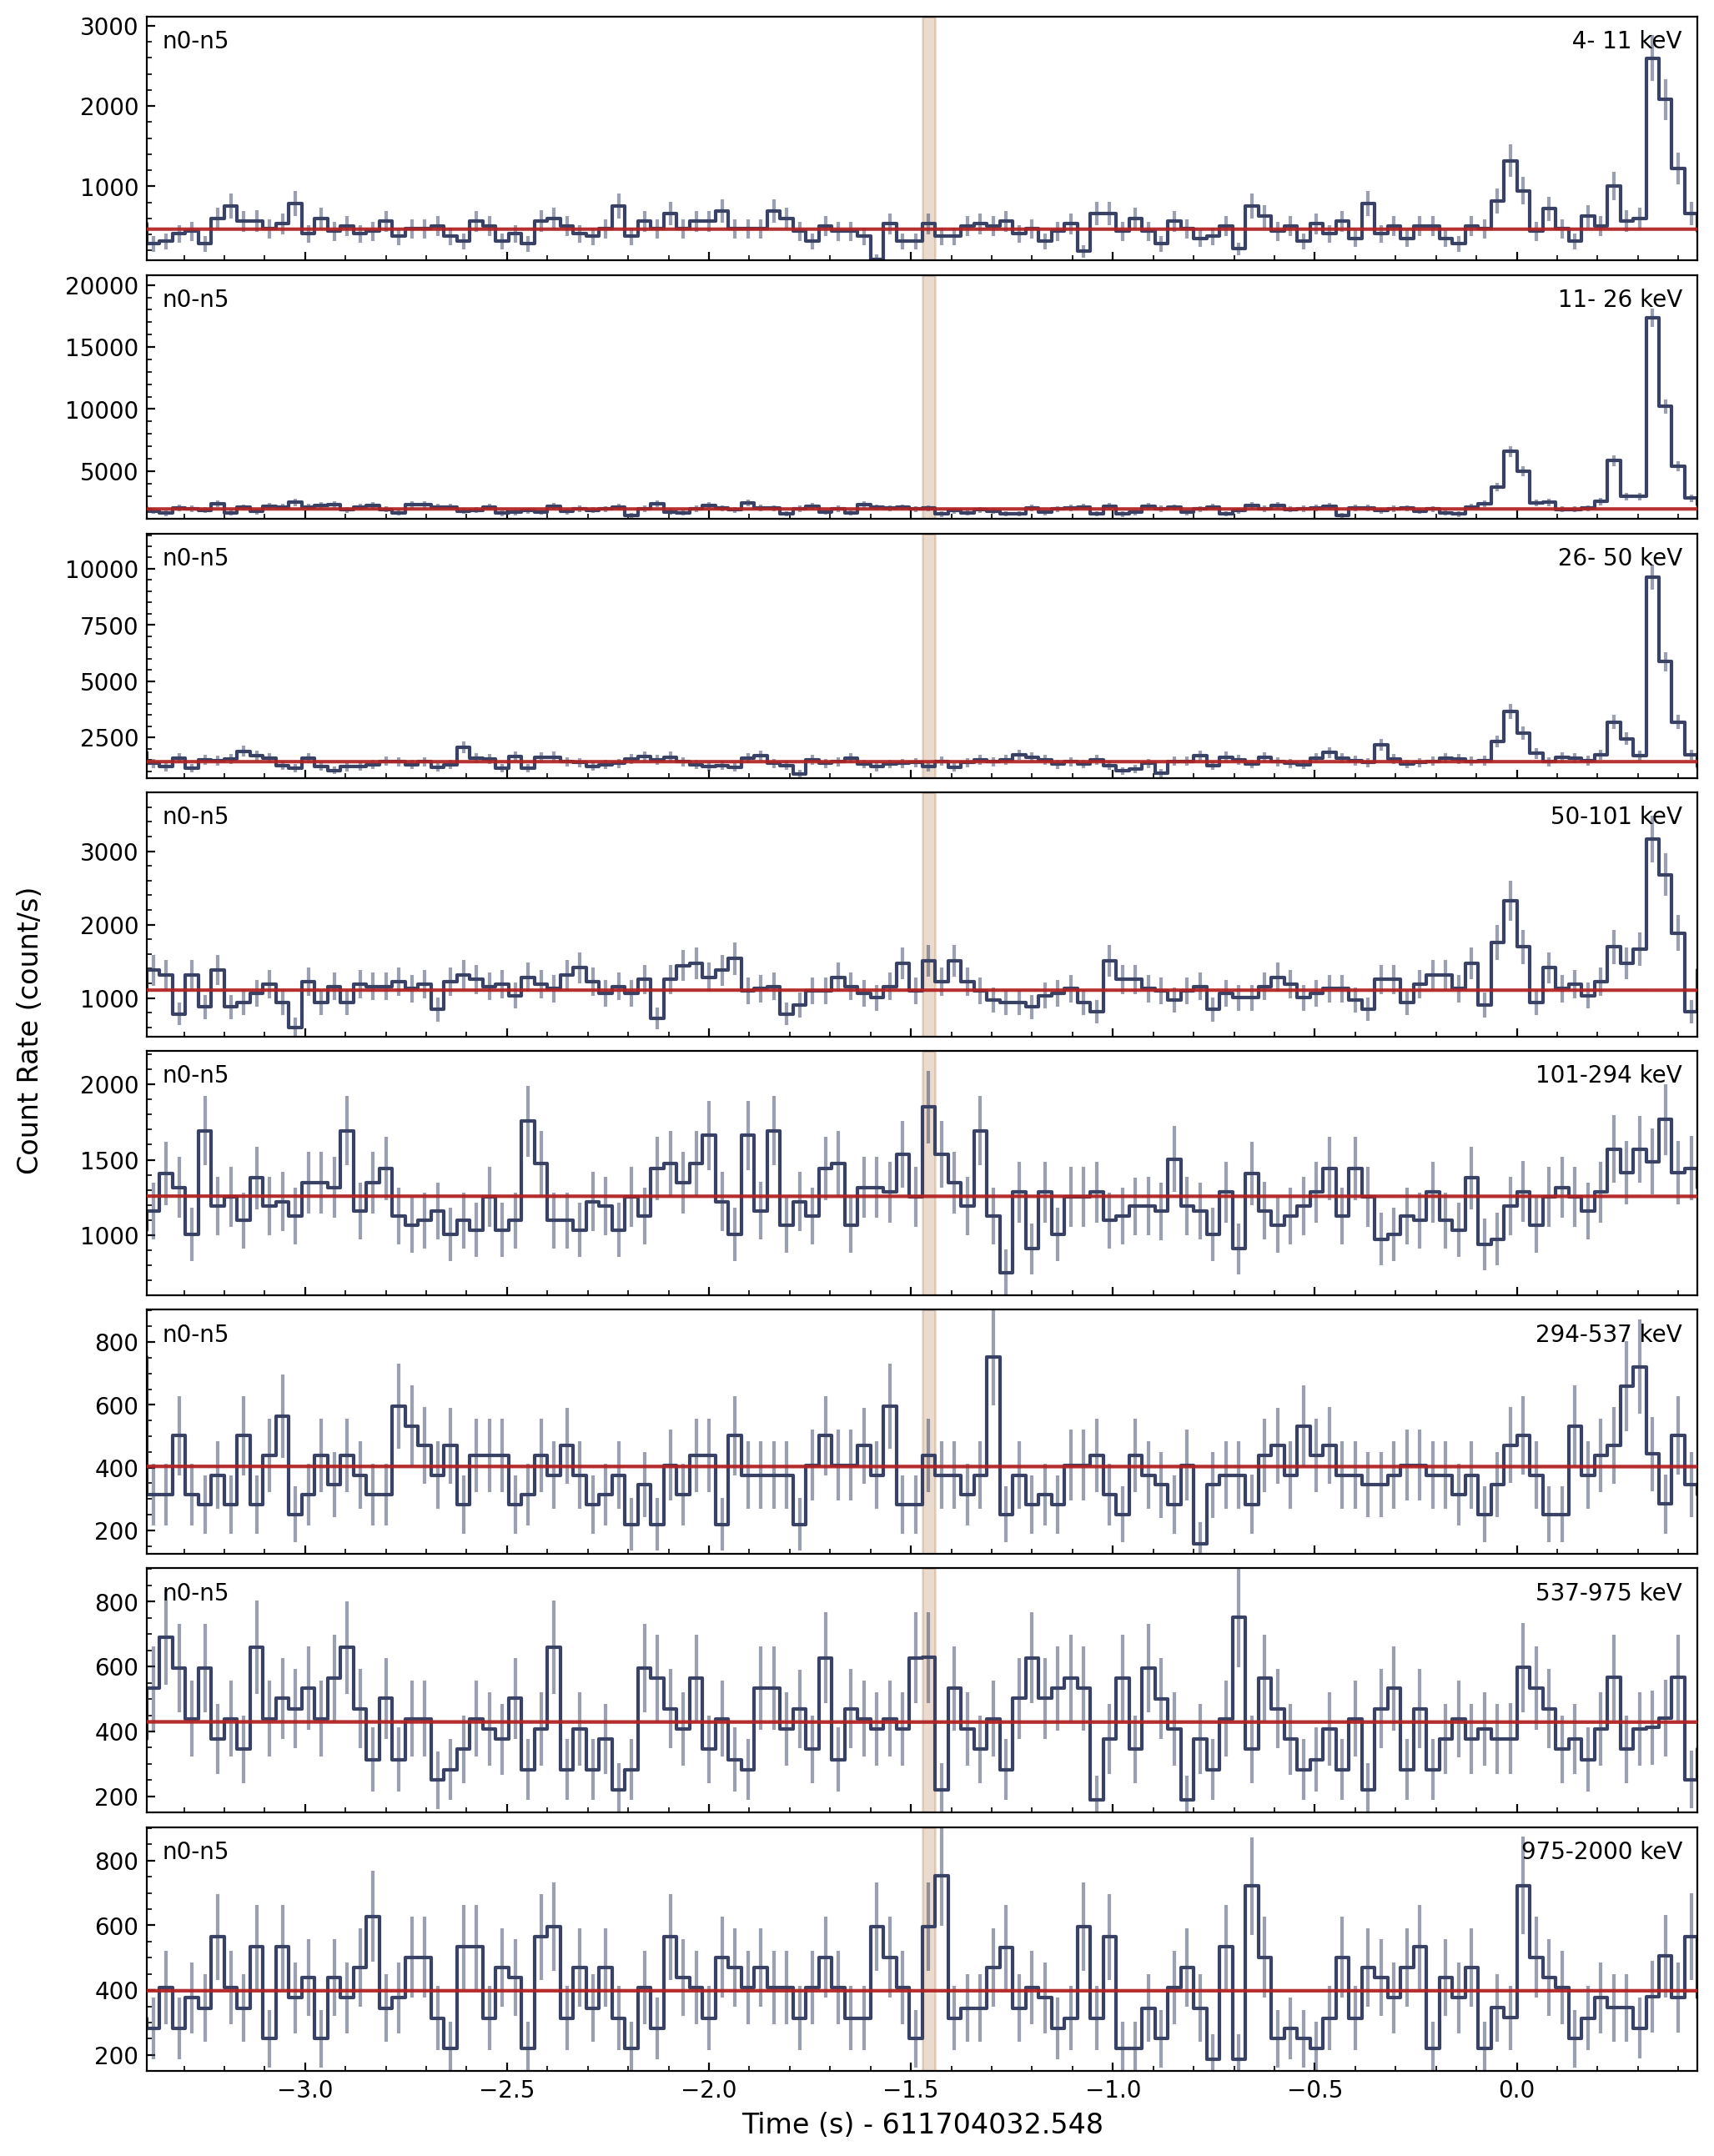 Count Rate (count/s)
n0-n5 4- 11 keV
3000
2000
1000
n0-n5 11- 26 keV
20000
15000
10000
5000
n0-n5 26- 50 keV
10000
7500
5000
2500
n0-n5 50-101 keV
3000
2000
1000
n0-n5 101-294 keV
2000
1500
1000
n0-n5 294-537 keV
800
600
400
200
n0-n5 537-975 keV
800
600
400
200
n0-n5 975-2000 keV
800
600
400
200
−3.0 −2.5 −2.0 −1.5 −1.0 −0.5 0.0
Time (s) - 611704032.548